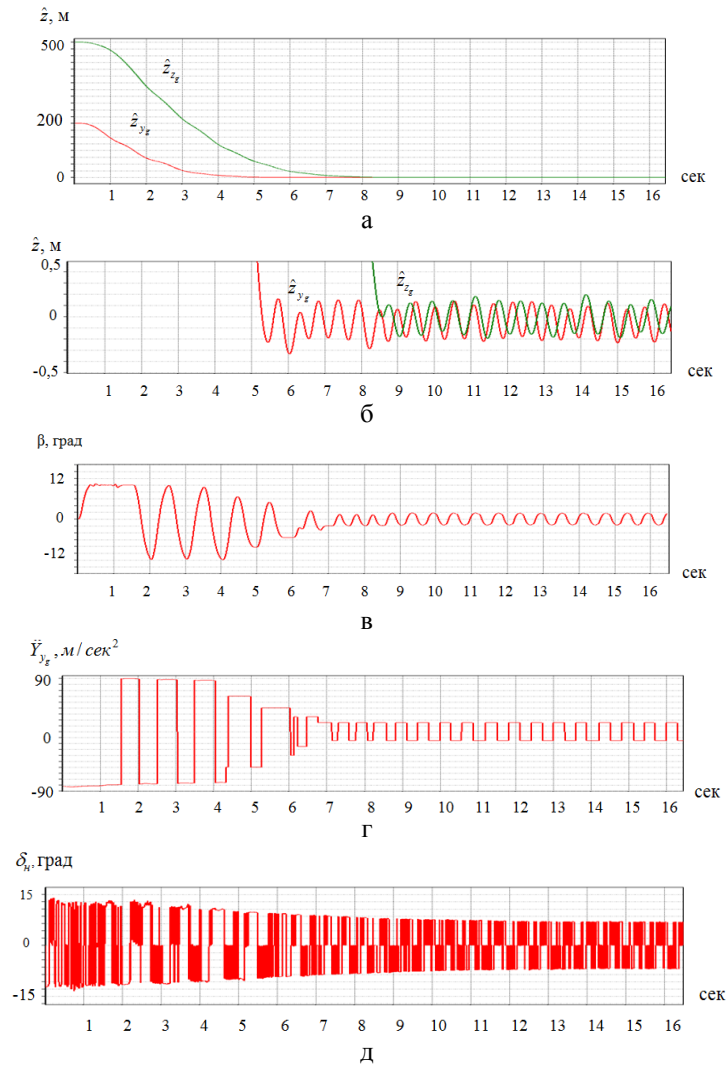 ẑ, м
500
ẑ_{z_g}
200
ẑ_{y_g}
0
1 2 3 4 5 6 7 8 9 10 11 12 13 14 15 16 сек
а
ẑ, м
0,5
ẑ_{y_g} ẑ_{z_g}
0
-0,5
1 2 3 4 5 6 7 8 9 10 11 12 13 14 15 16 сек
б
β, град
12
0
-12
1 2 3 4 5 6 7 8 9 10 11 12 13 14 15 16 сек
в
Ÿ_{y_g}, м/сек²
90
0
-90
1 2 3 4 5 6 7 8 9 10 11 12 13 14 15 16 сек
г
δ_н, град
15
0
-15
1 2 3 4 5 6 7 8 9 10 11 12 13 14 15 16 сек
д